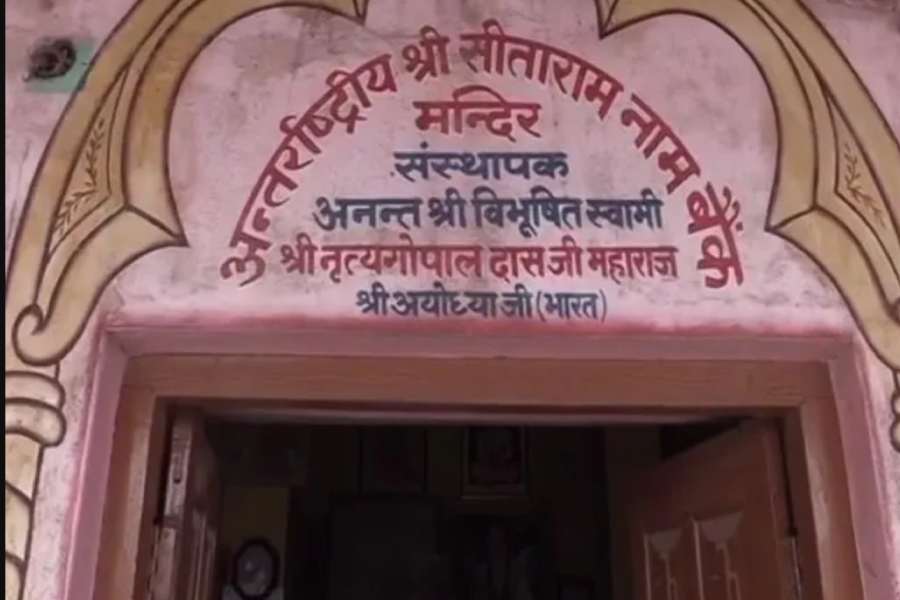 अन्तर्राष्ट्रीय श्री सीताराम नाम बैंक
मन्दिर
संस्थापक
अनन्त श्री विभूषित स्वामी
श्री नृत्यगोपाल दास जी महाराज
श्री अयोध्या जी (भारत)